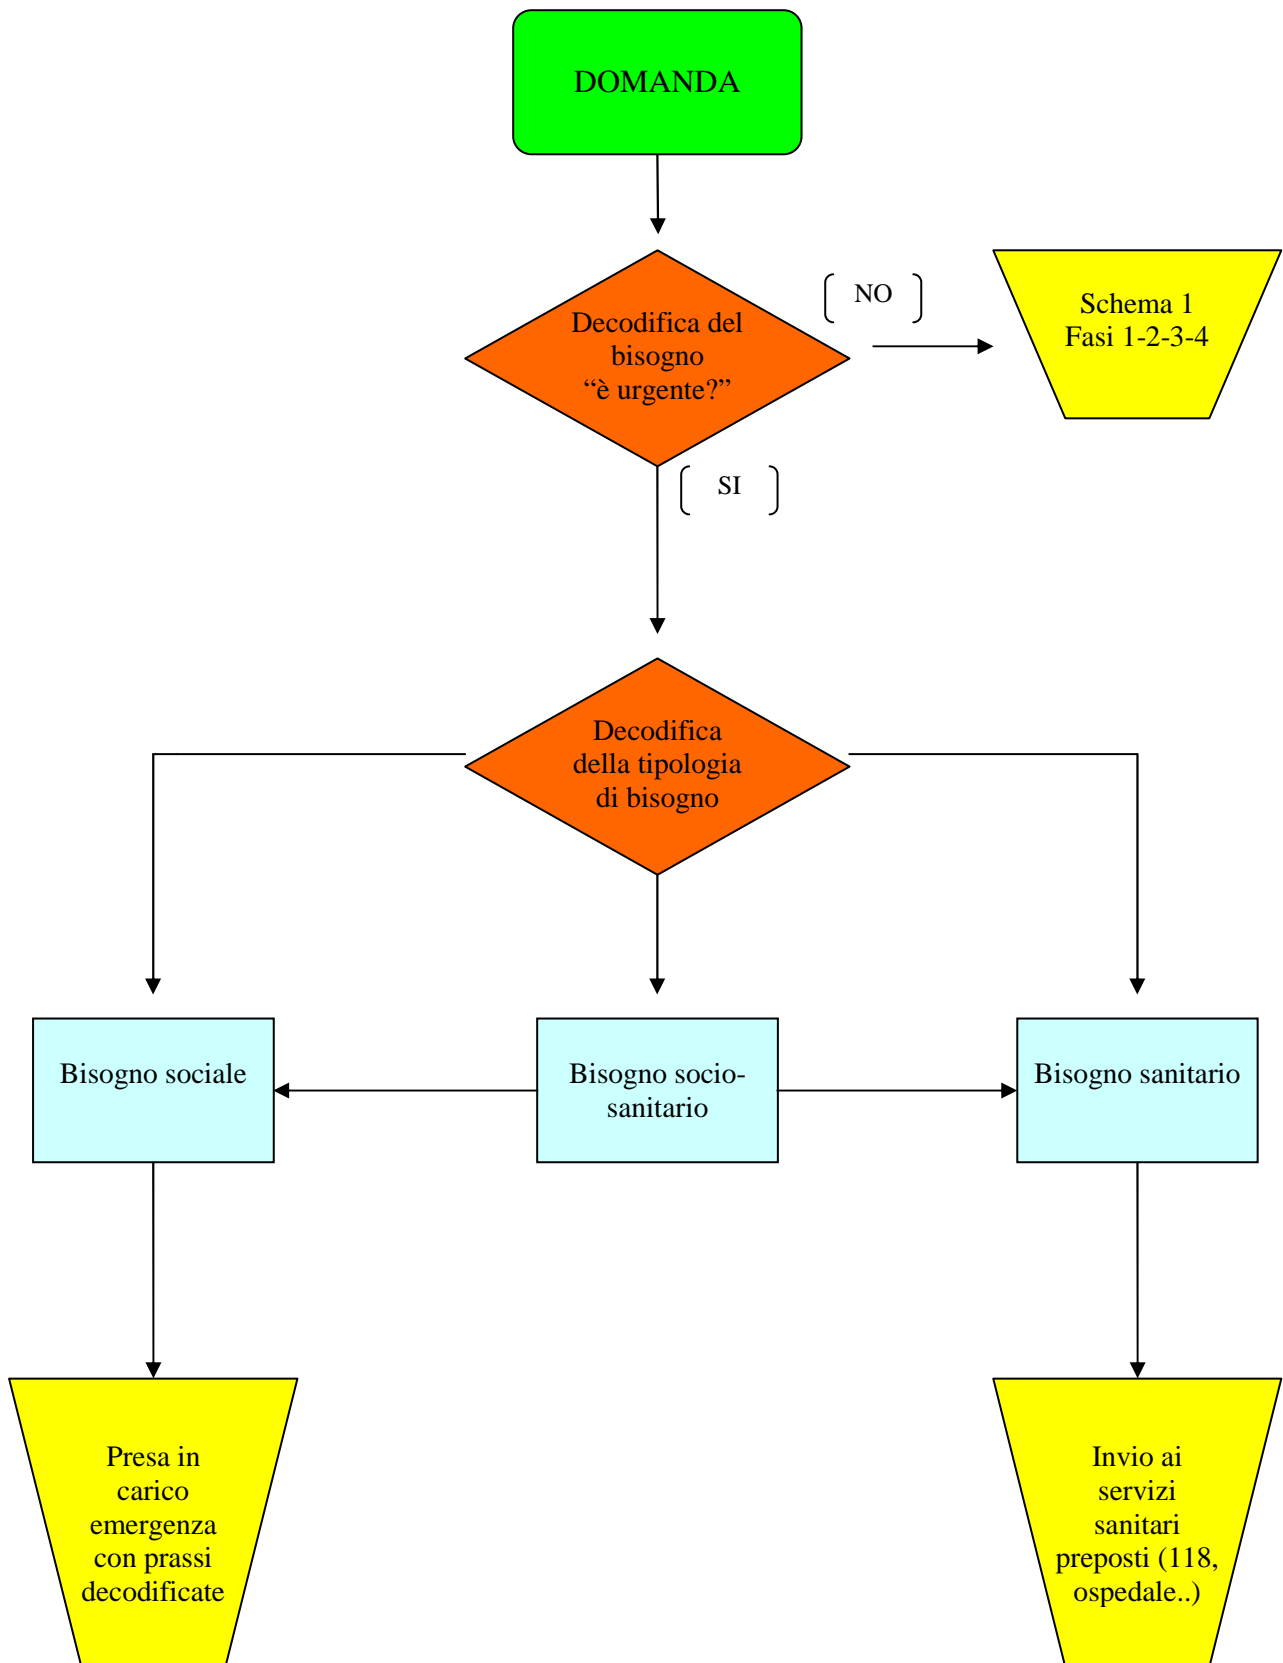 DOMANDA
Decodifica del
bisogno
“è urgente?”
NO
Schema 1
Fasi 1-2-3-4
SI
Decodifica
della tipologia
di bisogno
Bisogno sociale
Bisogno socio-
sanitario
Bisogno sanitario
Presa in
carico
emergenza
con prassi
decodificate
Invio ai
servizi
sanitari
preposti (118,
ospedale..)